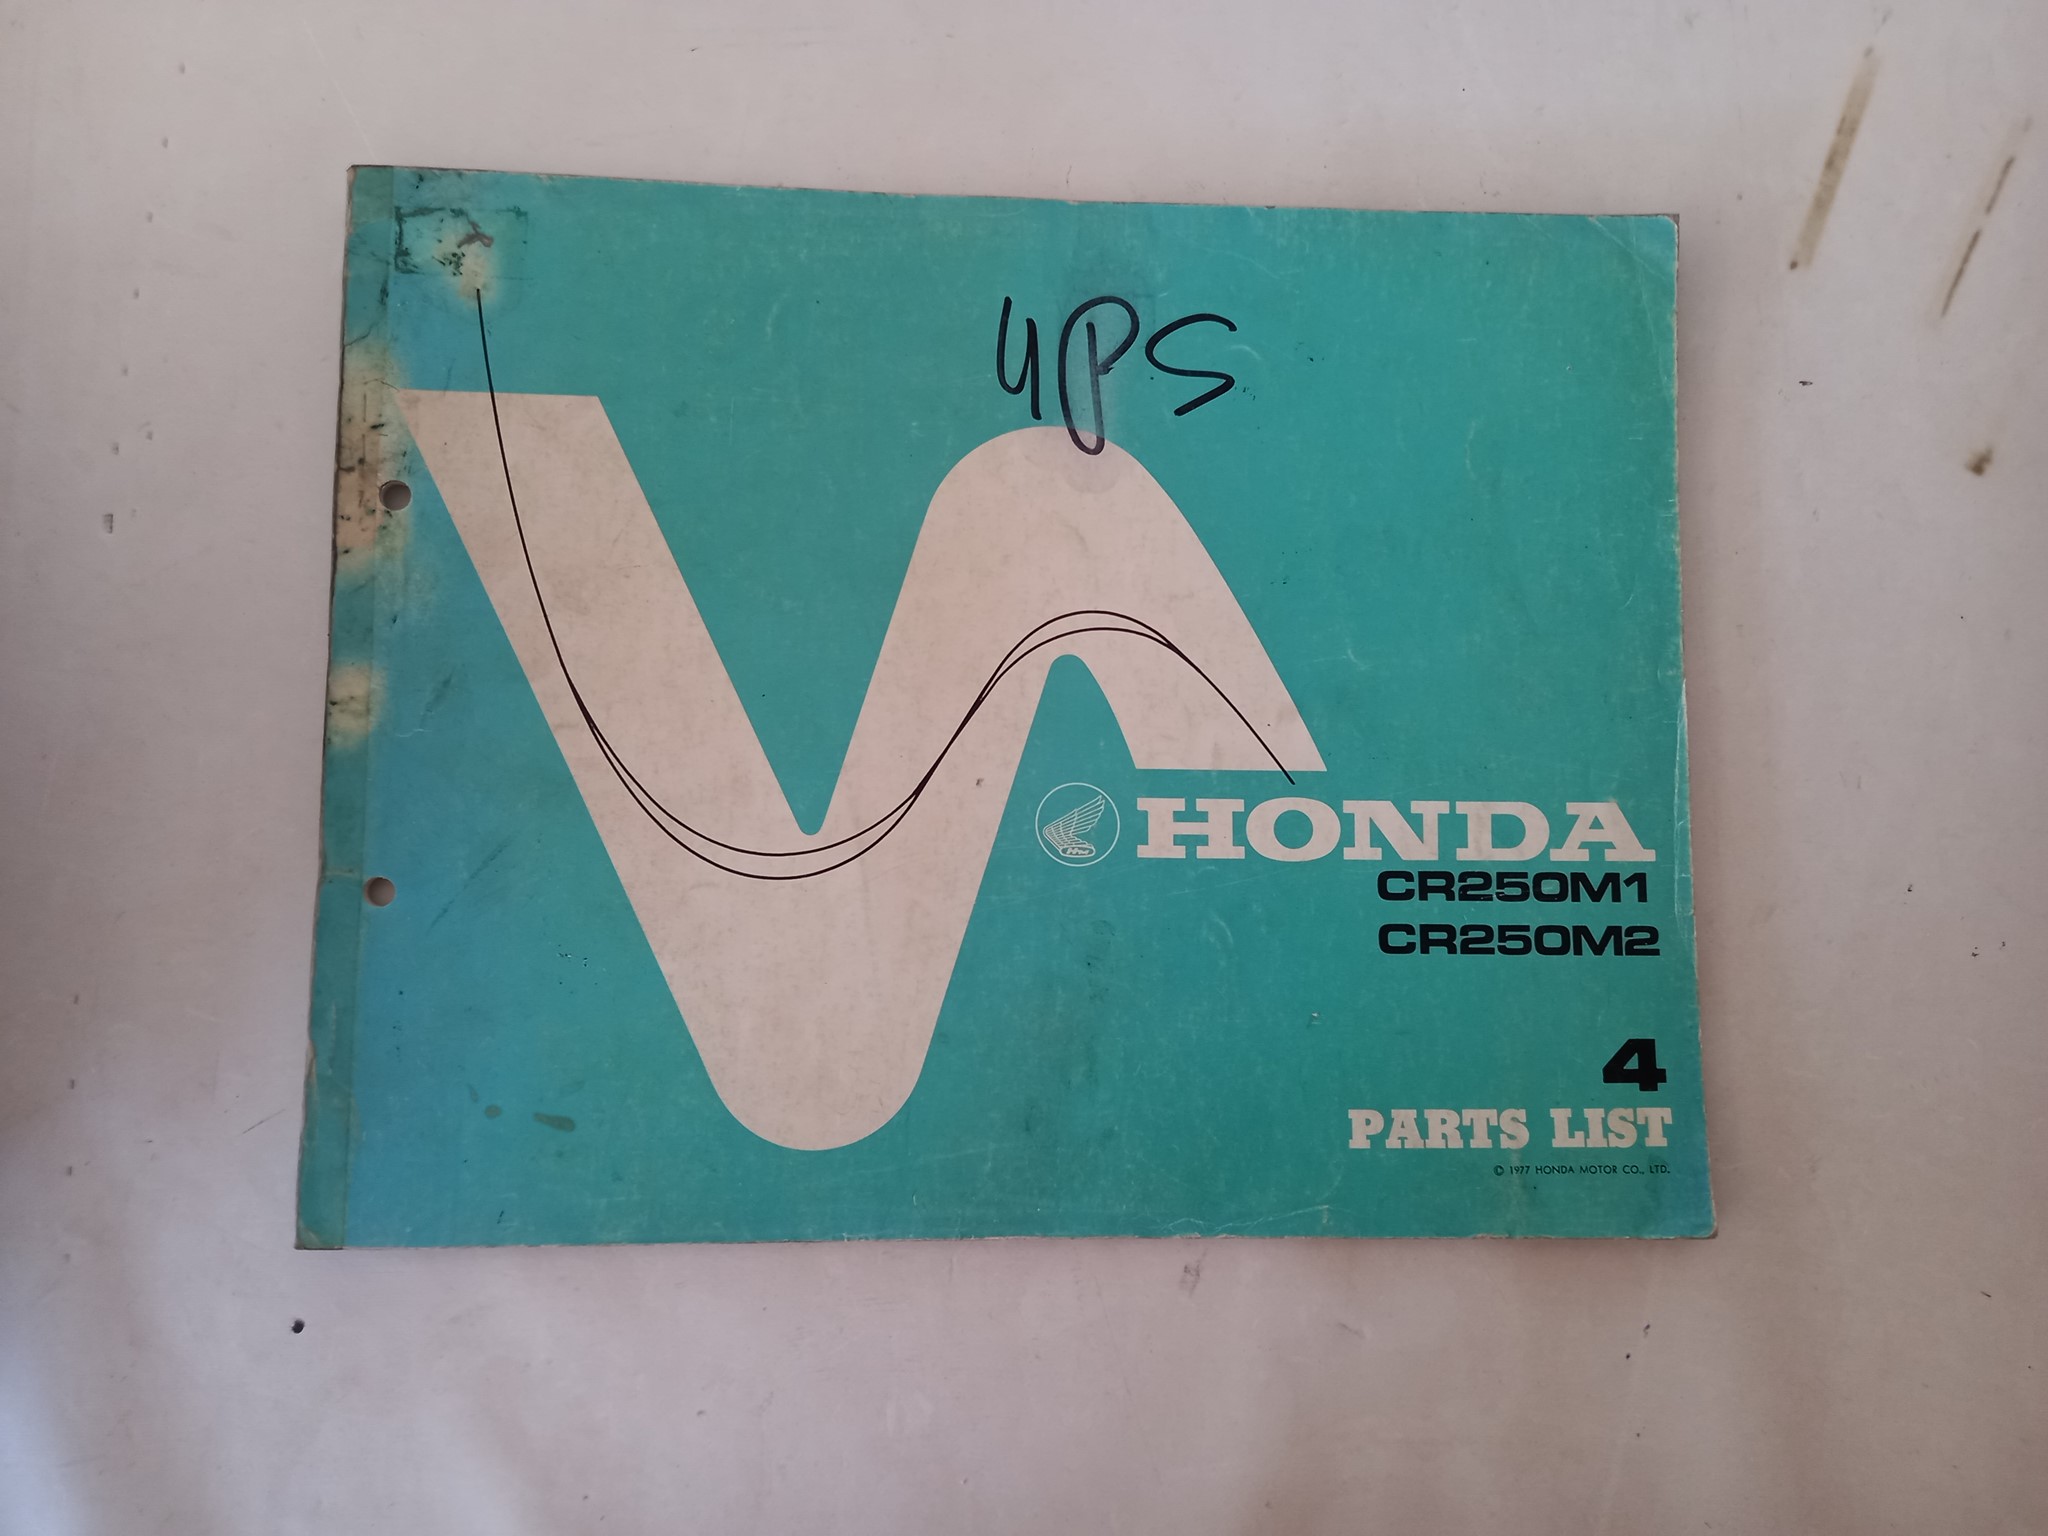 4PS
HONDA
CR250M1
CR250M2
4
PARTS LIST
© 1977 HONDA MOTOR CO., LTD.